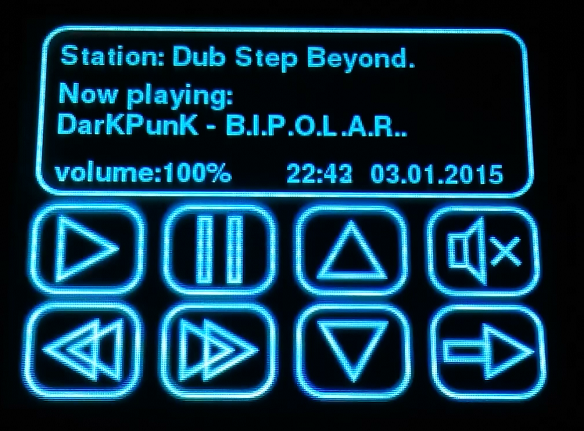 Station: Dub Step Beyond.
Now playing:
DarKPunK - B.I.P.O.L.A.R..
volume:100% 22:43 03.01.2015